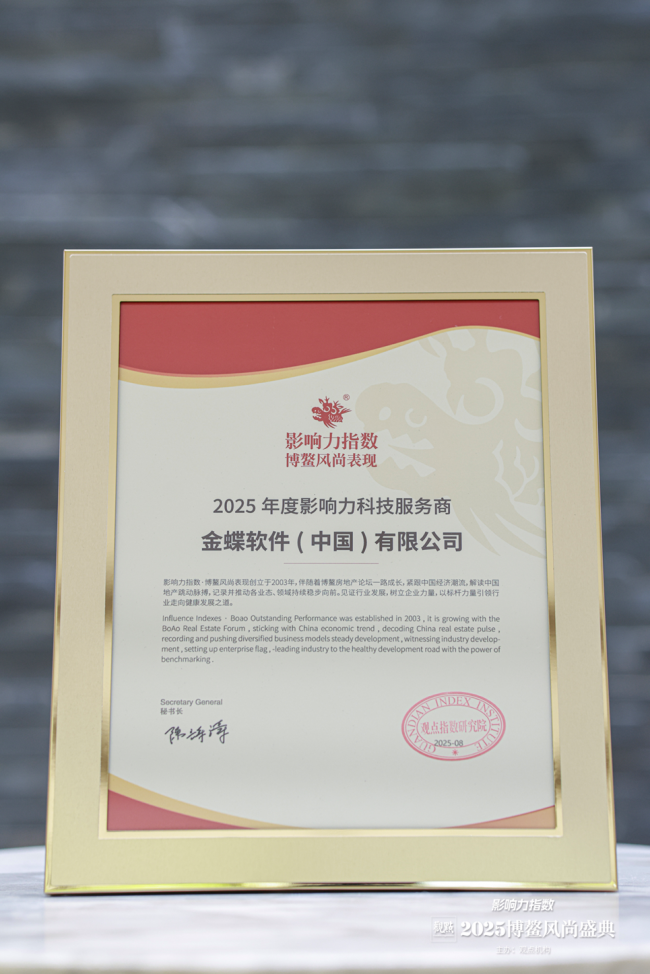 ®
影响力指数
博鳌风尚表现
2025 年度影响力科技服务商
金蝶软件 ( 中国 ) 有限公司
影响力指数·博鳌风尚表现创立于2003年，伴随着博鳌房地产论坛一路成长，紧跟中国经济潮流，解读中国
地产跳动脉搏，记录并推动各业态、领域持续稳步向前。见证行业发展，树立企业力量，以标杆力量引领行
业走向健康发展之道。
Influence Indexes · Boao Outstanding Performance was established in 2003 , it is growing with the
BoAo Real Estate Forum , sticking with China economic trend , decoding China real estate pulse ,
recording and pushing diversified business models steady development , witnessing industry develop-
ment , setting up enterprise flag , -leading industry to the healthy development road with the power of
benchmarking .
Secretary General
秘书长
GUANDIAN INDEX INSTITUTE
观点指数研究院
2025-08
影响力指数
观点 2025博鳌风尚盛典
主办：观点机构